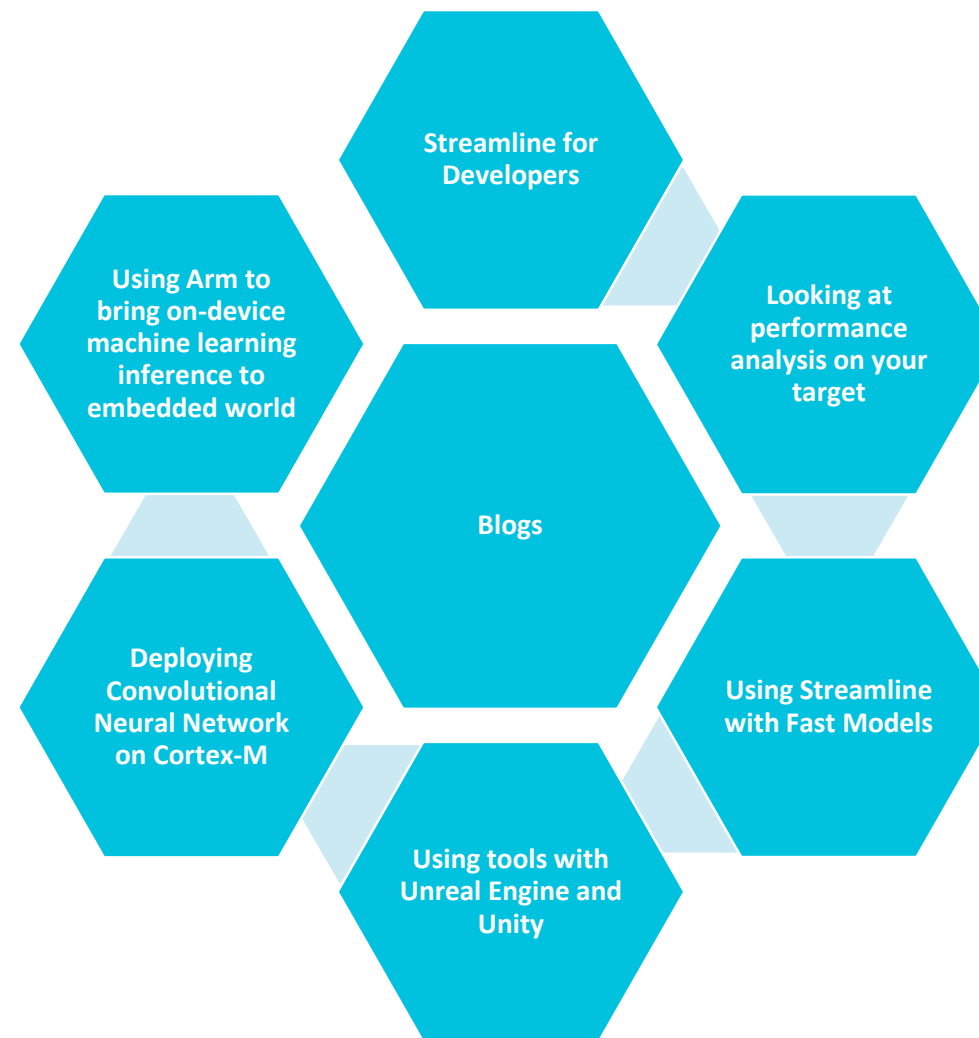 Streamline for
Developers
Looking at
performance
analysis on your
target
Using Streamline
with Fast Models
Using tools with
Unreal Engine and
Unity
Deploying
Convolutional
Neural Network
on Cortex-M
Using Arm to
bring on-device
machine learning
inference to
embedded world
Blogs